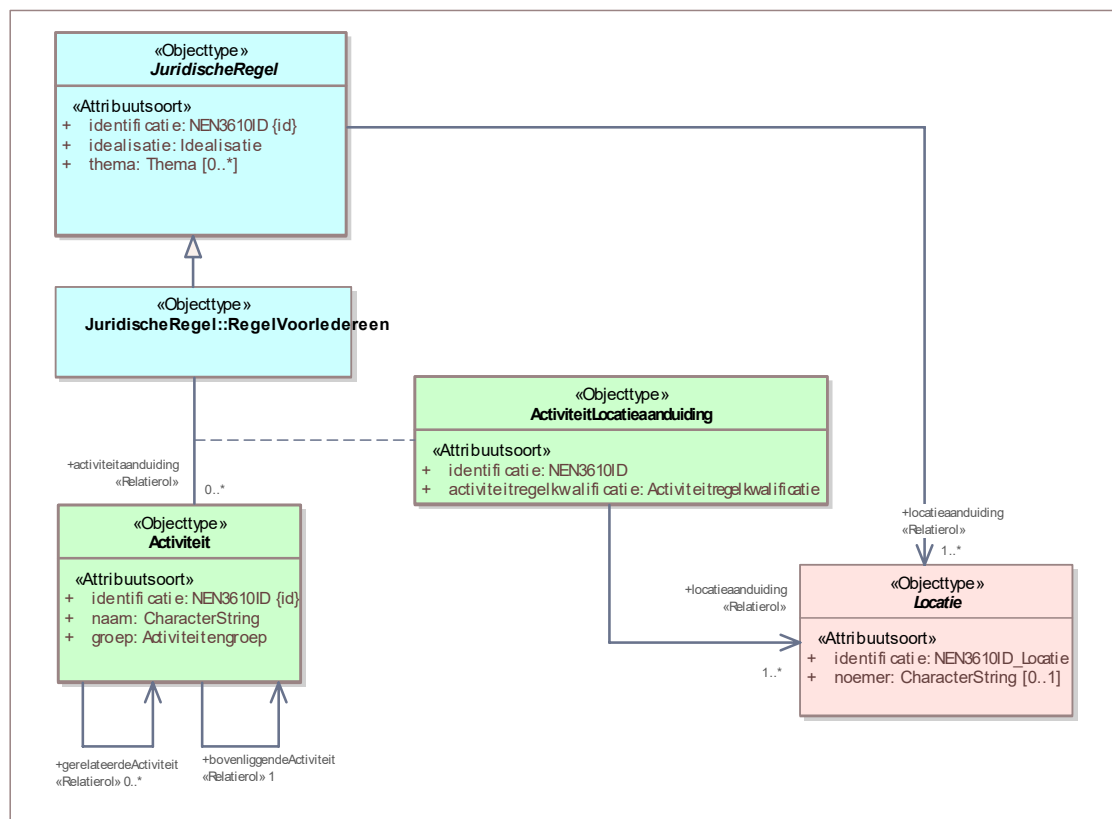 «Objecttype»
JuridischeRegel
«Attribuutsoort»
+ identificatie: NEN3610ID {id}
+ idealisatie: Idealisatie
+ thema: Thema [0..*]
«Objecttype»
JuridischeRegel::RegelVoorIedereen
«Objecttype»
ActiviteitLocatieaanduiding
«Attribuutsoort»
+ identificatie: NEN3610ID
+ activiteitregelkwalificatie: Activiteitregelkwalificatie
+activiteitaanduiding
«Relatierol»
0..*
«Objecttype»
Activiteit
«Attribuutsoort»
+ identificatie: NEN3610ID {id}
+ naam: CharacterString
+ groep: Activiteitengroep
+locatieaanduiding
«Relatierol»
1..*
+locatieaanduiding
«Relatierol»
1..*
«Objecttype»
Locatie
«Attribuutsoort»
+ identificatie: NEN3610ID_Locatie
+ noemer: CharacterString [0..1]
+gerelateerdeActiviteit
«Relatierol» 0..*
+bovenliggendeActiviteit
«Relatierol» 1